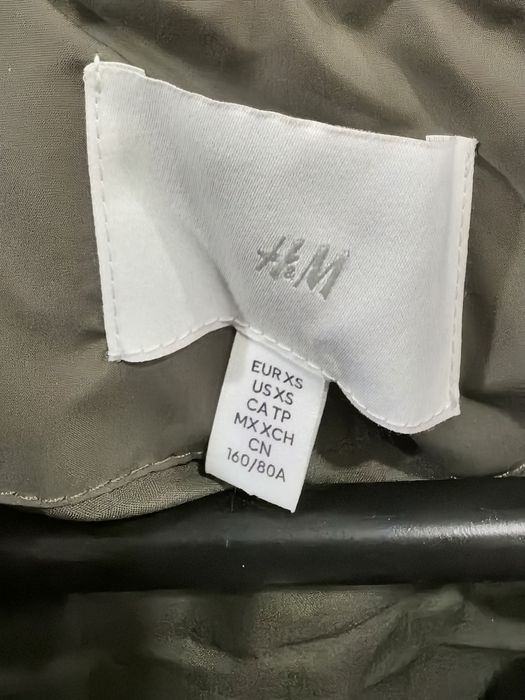 H&M
EUR XS
US XS
CA TP
MX XCH
CN
160/80A